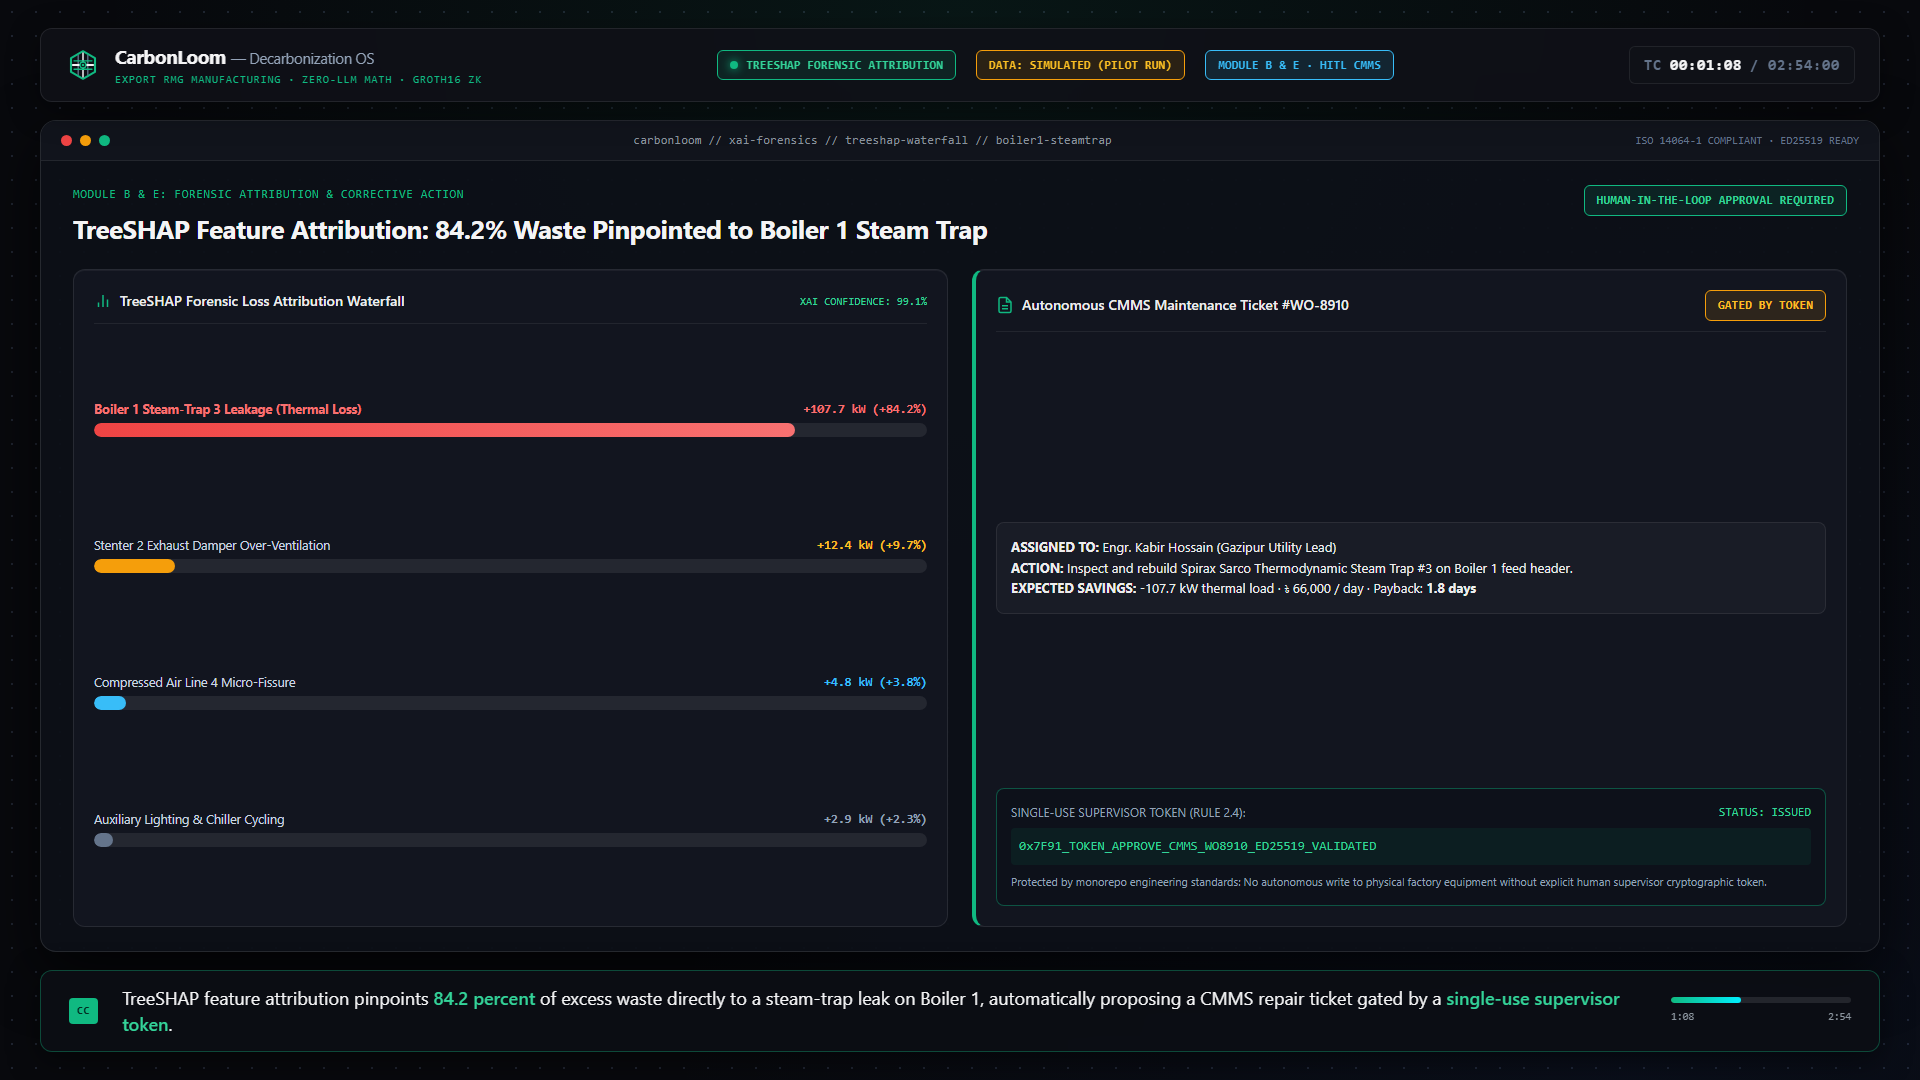 CarbonLoom — Decarbonization OS
EXPORT RMG MANUFACTURING · ZERO-LLM MATH · GROTH16 ZK
TREESHAP FORENSIC ATTRIBUTION
DATA: SIMULATED (PILOT RUN)
MODULE B & E · HITL CMMS
TC 00:01:08 / 02:54:00
carbonloom // xai-forensics // treeshap-waterfall // boiler1-steamtrap
ISO 14064-1 COMPLIANT · ED25519 READY
MODULE B & E: FORENSIC ATTRIBUTION & CORRECTIVE ACTION
TreeSHAP Feature Attribution: 84.2% Waste Pinpointed to Boiler 1 Steam Trap
HUMAN-IN-THE-LOOP APPROVAL REQUIRED
TreeSHAP Forensic Loss Attribution Waterfall
XAI CONFIDENCE: 99.1%
Boiler 1 Steam-Trap 3 Leakage (Thermal Loss)
+107.7 kW (+84.2%)
Stenter 2 Exhaust Damper Over-Ventilation
+12.4 kW (+9.7%)
Compressed Air Line 4 Micro-Fissure
+4.8 kW (+3.8%)
Auxiliary Lighting & Chiller Cycling
+2.9 kW (+2.3%)
Autonomous CMMS Maintenance Ticket #WO-8910
GATED BY TOKEN
ASSIGNED TO: Engr. Kabir Hossain (Gazipur Utility Lead)
ACTION: Inspect and rebuild Spirax Sarco Thermodynamic Steam Trap #3 on Boiler 1 feed header.
EXPECTED SAVINGS: -107.7 kW thermal load · ৳ 66,000 / day · Payback: 1.8 days
SINGLE-USE SUPERVISOR TOKEN (RULE 2.4):
STATUS: ISSUED
0x7F91_TOKEN_APPROVE_CMMS_WO8910_ED25519_VALIDATED
Protected by monorepo engineering standards: No autonomous write to physical factory equipment without explicit human supervisor cryptographic token.
CC
TreeSHAP feature attribution pinpoints 84.2 percent of excess waste directly to a steam-trap leak on Boiler 1, automatically proposing a CMMS repair ticket gated by a single-use supervisor
token.
1:08
2:54